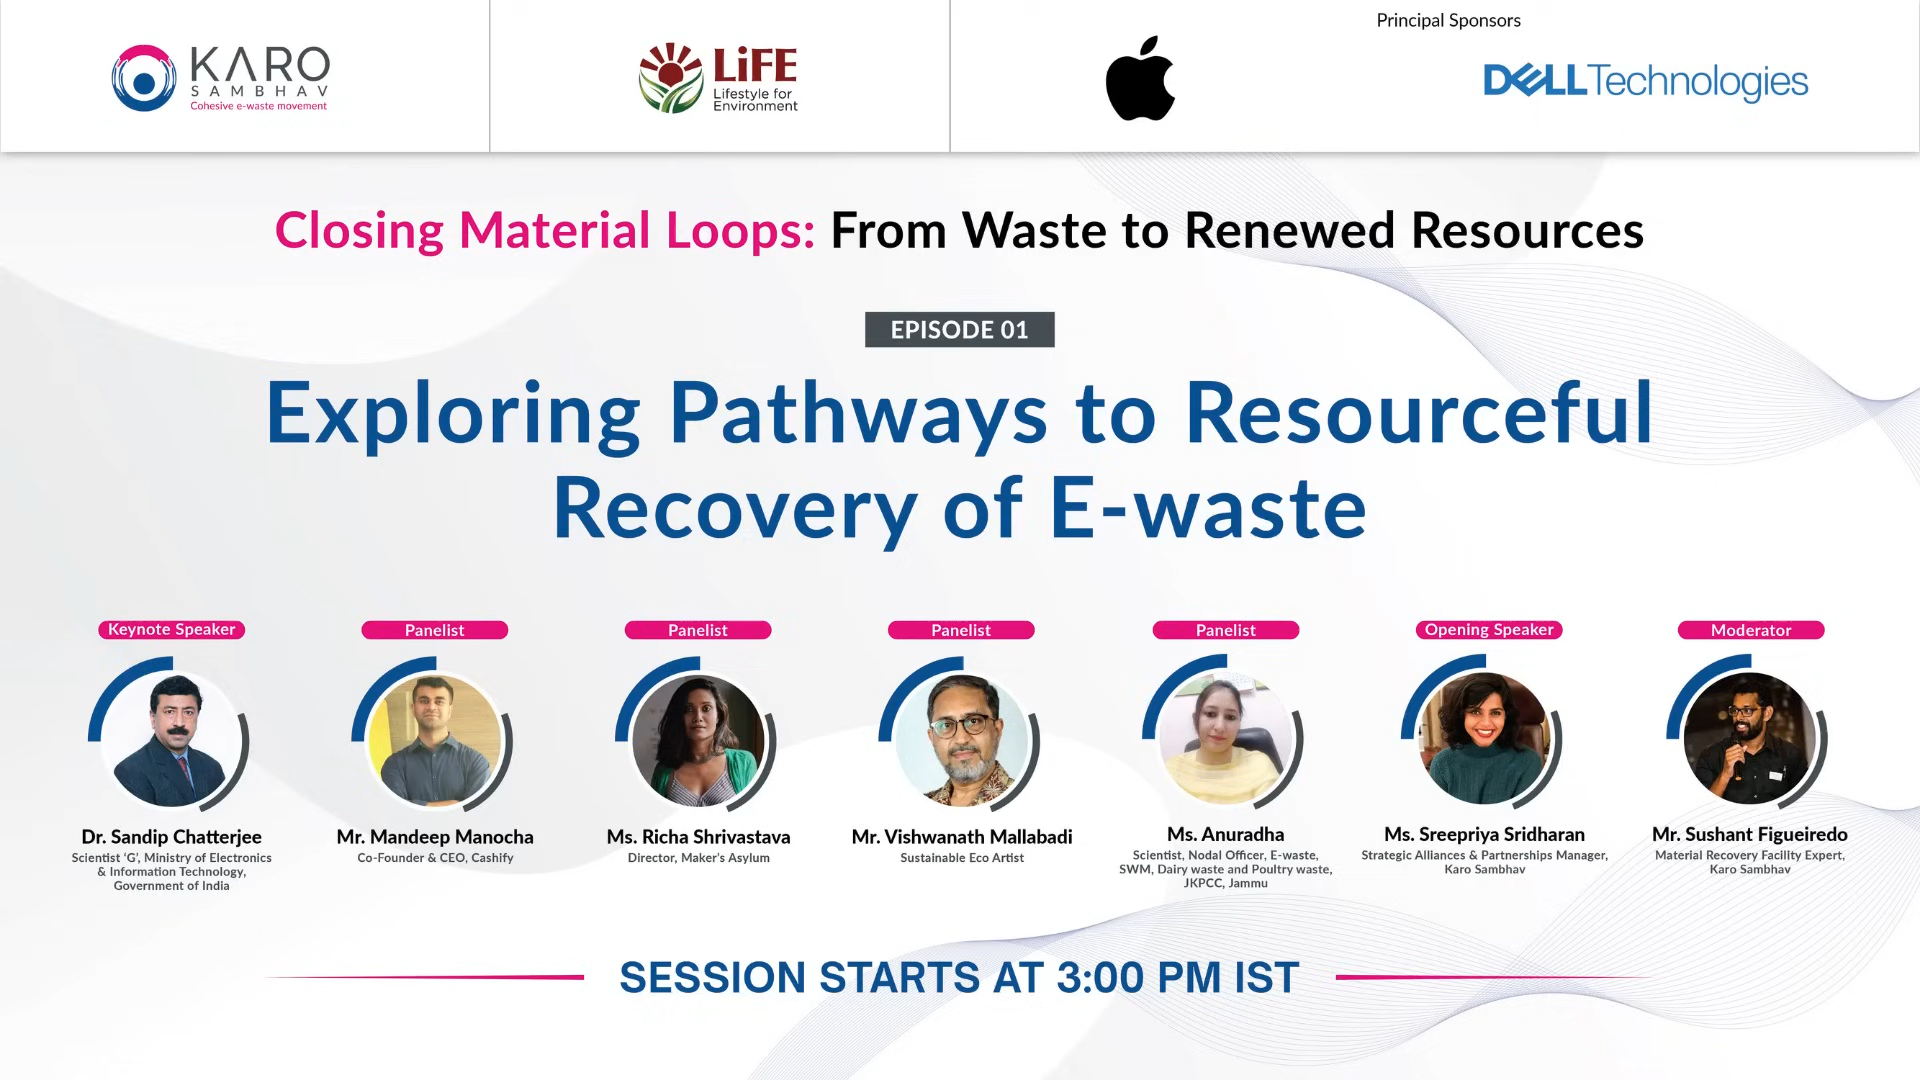 KARO
SAMBHAV
Cohesive e-waste movement
LiFE
Lifestyle for
Environment
Principal Sponsors
DELL Technologies
Closing Material Loops: From Waste to Renewed Resources
EPISODE 01
Exploring Pathways to Resourceful
Recovery of E-waste
Keynote Speaker
Dr. Sandip Chatterjee
Scientist ‘G’, Ministry of Electronics
& Information Technology,
Government of India
Panelist
Mr. Mandeep Manocha
Co-Founder & CEO, Cashify
Panelist
Ms. Richa Shrivastava
Director, Maker's Asylum
Panelist
Mr. Vishwanath Mallabadi
Sustainable Eco Artist
Panelist
Ms. Anuradha
Scientist, Nodal Officer, E-waste,
SWM, Dairy waste and Poultry waste,
JKPCC, Jammu
Opening Speaker
Ms. Sreepriya Sridharan
Strategic Alliances & Partnerships Manager,
Karo Sambhav
Moderator
Mr. Sushant Figueiredo
Material Recovery Facility Expert,
Karo Sambhav
SESSION STARTS AT 3:00 PM IST